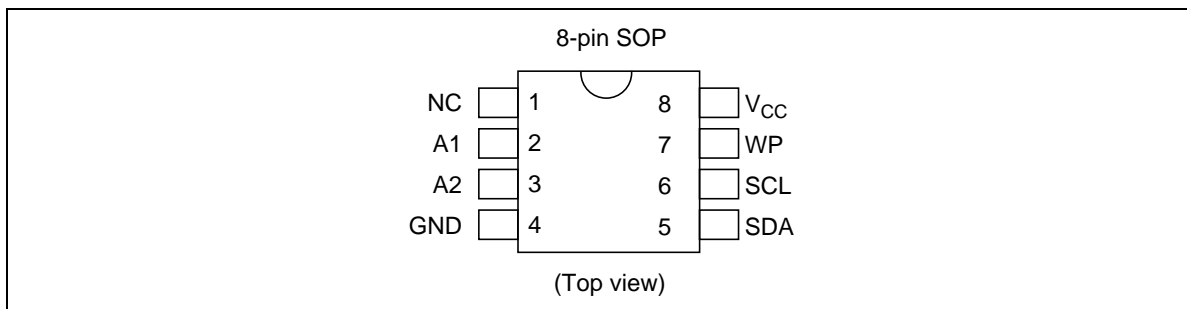 8-pin SOP
NC 1 8 VCC
A1 2 7 WP
A2 3 6 SCL
GND 4 5 SDA
(Top view)